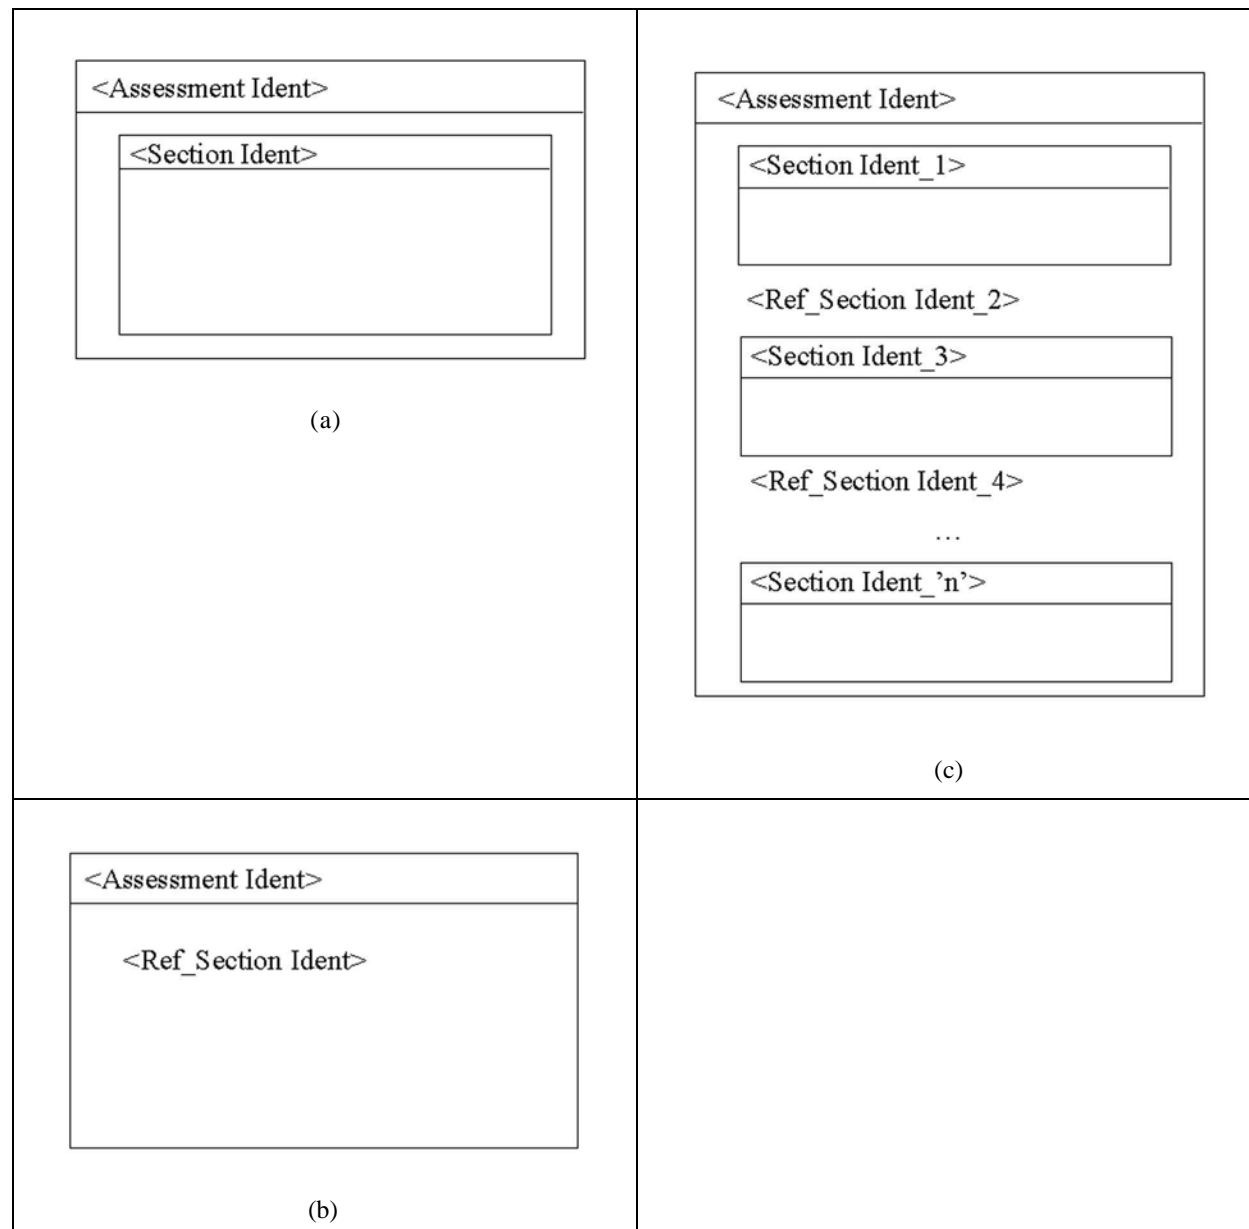 <Assessment Ident>
<Section Ident>
(a)
<Assessment Ident>
<Section Ident_1>
<Ref_Section Ident_2>
<Section Ident_3>
<Ref_Section Ident_4>
…
<Section Ident_’n’>
(c)
<Assessment Ident>
<Ref_Section Ident>
(b)